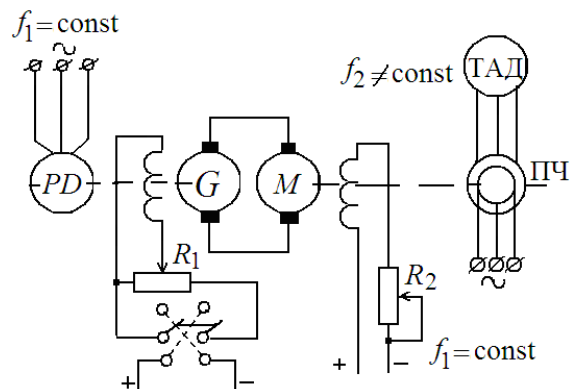 f₁=const
~
ТАД
f₂≠const
PD
G
M
ПЧ
R₁
R₂
~
f₁=const
+ −
+ −